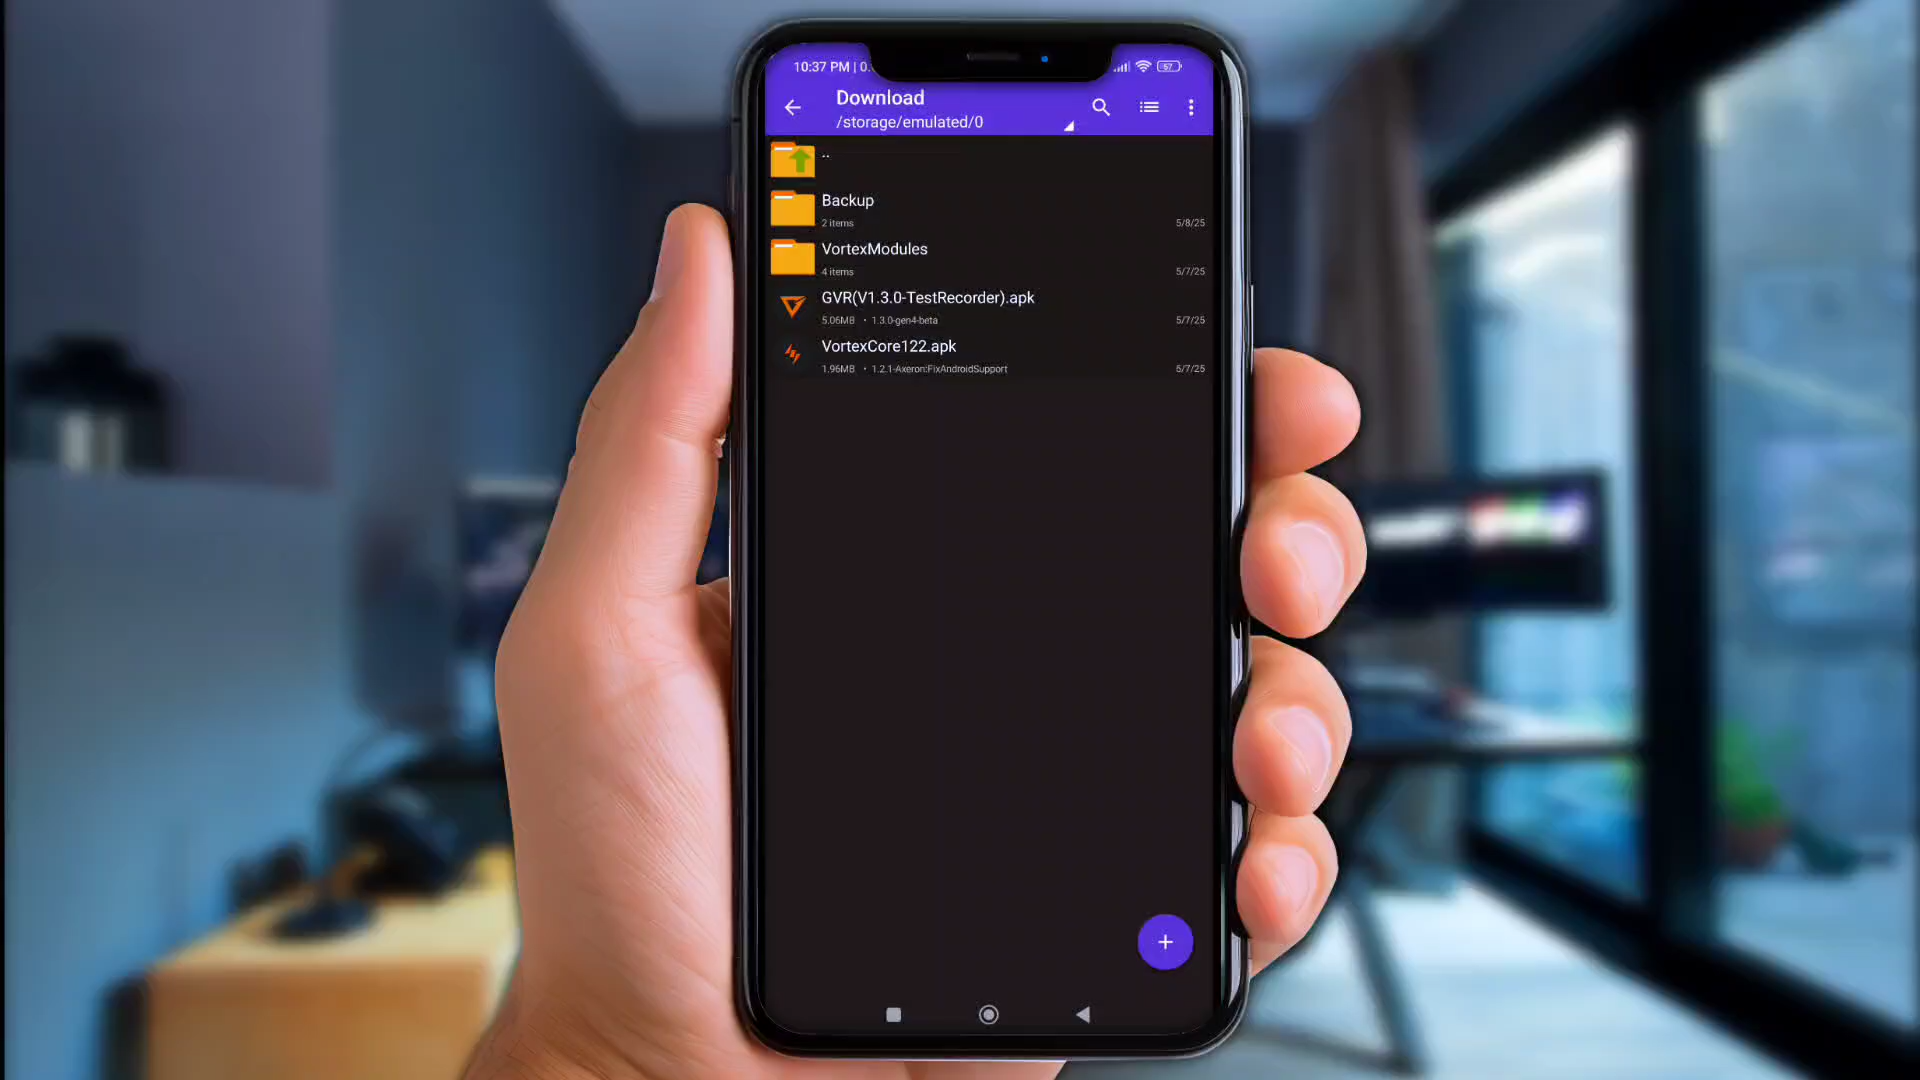 10:37 PM | 0.
57
Download
/storage/emulated/0
..
Backup
2 items
5/8/25
VortexModules
4 items
5/7/25
GVR(V1.3.0-TestRecorder).apk
5.06MB • 1.3.0-gen4-beta
5/7/25
VortexCore122.apk
1.96MB • 1.2.1-Axeron:FixAndroidSupport
5/7/25